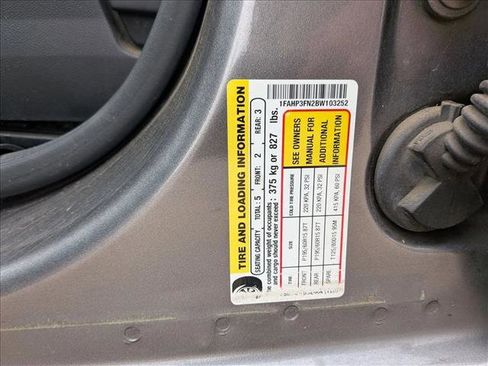 TIRE AND LOADING INFORMATION
SEATING CAPACITY TOTAL: 5 FRONT: 2 REAR: 3
The combined weight of occupants and cargo should never exceed: 375 kg or 827 lbs.
TIRE SIZE COLD TIRE PRESSURE
FRONT P195/60R15 87T 220 KPA, 32 PSI
REAR P195/60R15 87T 220 KPA, 32 PSI
SPARE T125/80D15 95M 415 KPA, 60 PSI
SEE OWNERS
MANUAL FOR
ADDITIONAL
INFORMATION
1FAHP3FN2BW103252